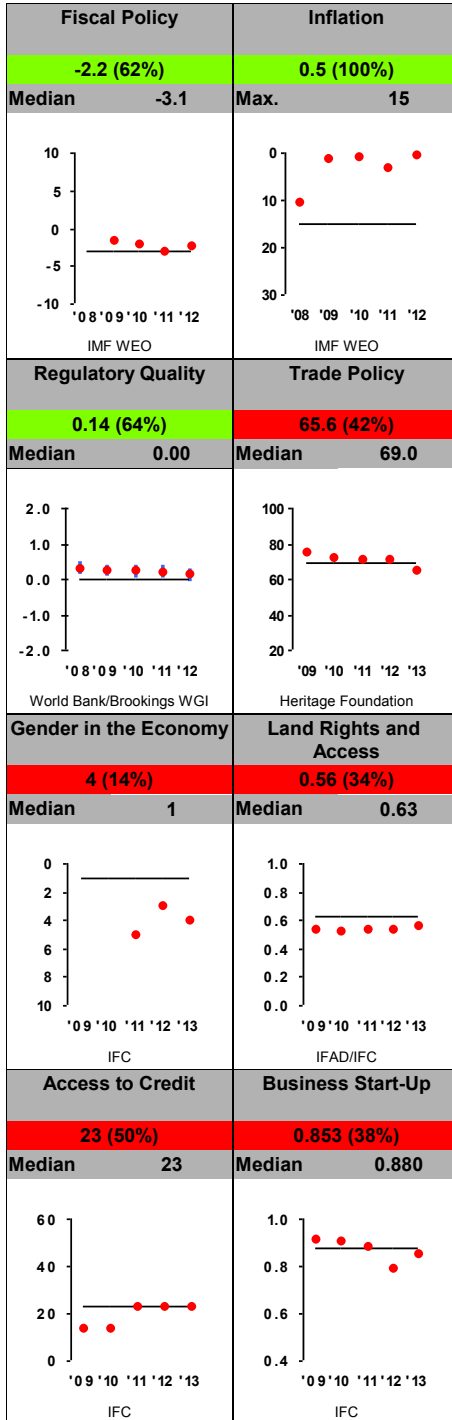 Fiscal Policy
-2.2 (62%)
Median -3.1
10
5
0
-5
-10
'08 '09 '10 '11 '12
IMF WEO
Inflation
0.5 (100%)
Max. 15
0
10
20
30
'08 '09 '10 '11 '12
IMF WEO
Regulatory Quality
0.14 (64%)
Median 0.00
2.0
1.0
0.0
-1.0
-2.0
'08 '09 '10 '11 '12
World Bank/Brookings WGI
Trade Policy
65.6 (42%)
Median 69.0
100
80
60
40
20
'09 '10 '11 '12 '13
Heritage Foundation
Gender in the Economy
4 (14%)
Median 1
0
2
4
6
8
10
'09 '10 '11 '12 '13
IFC
Land Rights and
Access
0.56 (34%)
Median 0.63
1.0
0.8
0.6
0.4
0.2
0.0
'09 '10 '11 '12 '13
IFAD/IFC
Access to Credit
23 (50%)
Median 23
60
40
20
0
'09 '10 '11 '12 '13
IFC
Business Start-Up
0.853 (38%)
Median 0.880
1.0
0.8
0.6
0.4
'09 '10 '11 '12 '13
IFC